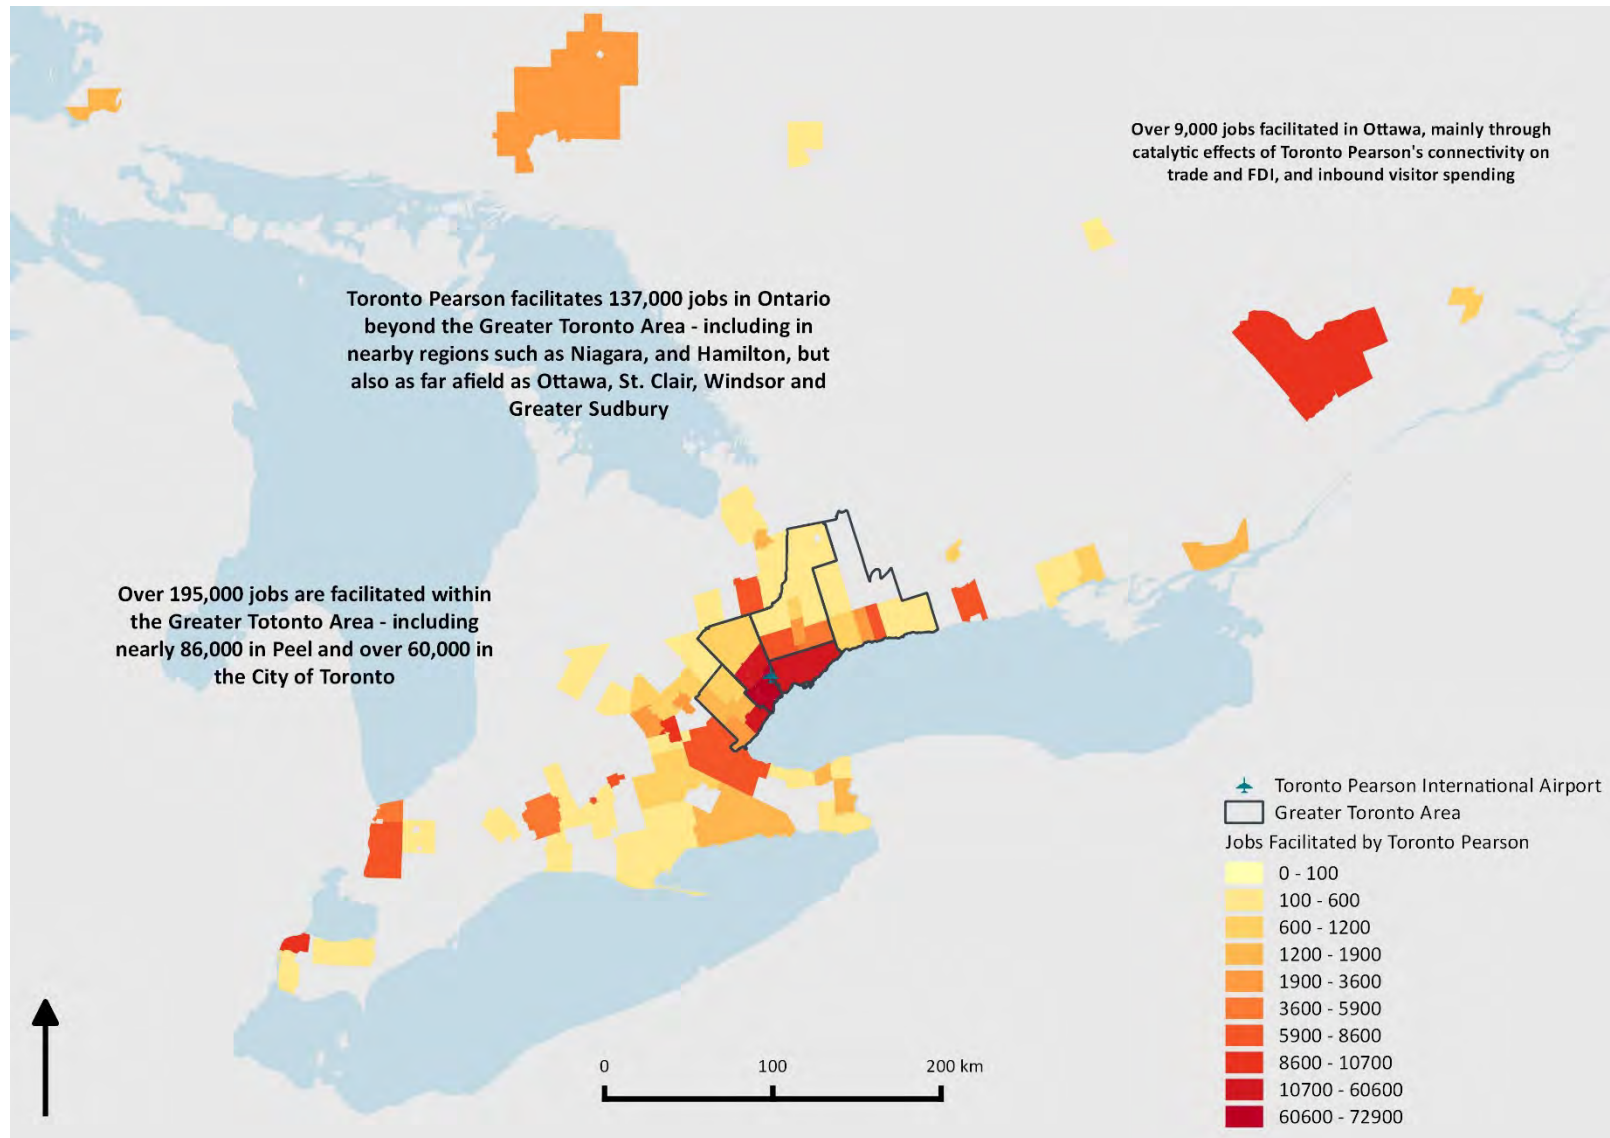 Over 9,000 jobs facilitated in Ottawa, mainly through
catalytic effects of Toronto Pearson's connectivity on
trade and FDI, and inbound visitor spending
Toronto Pearson facilitates 137,000 jobs in Ontario
beyond the Greater Toronto Area - including in
nearby regions such as Niagara, and Hamilton, but
also as far afield as Ottawa, St. Clair, Windsor and
Greater Sudbury
Over 195,000 jobs are facilitated within
the Greater Totonto Area - including
nearly 86,000 in Peel and over 60,000 in
the City of Toronto
Toronto Pearson International Airport
Greater Toronto Area
Jobs Facilitated by Toronto Pearson
0 - 100
100 - 600
600 - 1200
1200 - 1900
1900 - 3600
3600 - 5900
5900 - 8600
8600 - 10700
10700 - 60600
60600 - 72900
0 100 200 km